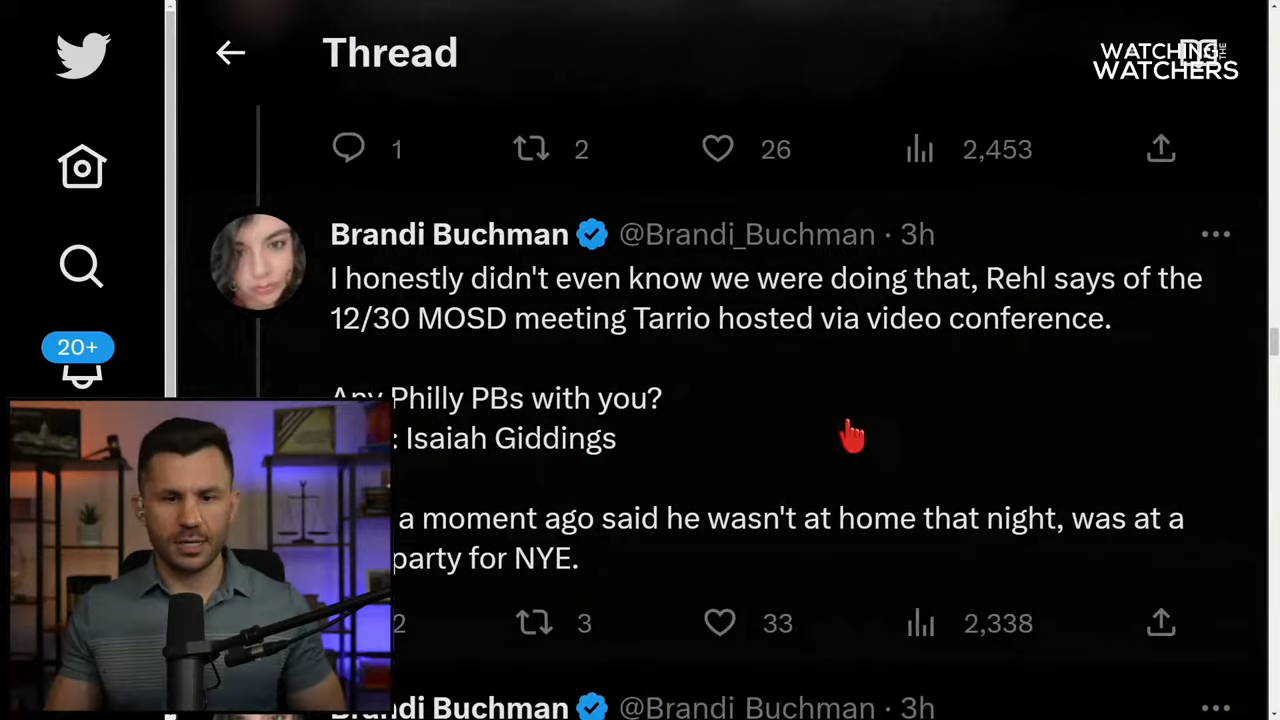 Thread
WATCHING THE
WATCHERS
1 2 26 2,453
Brandi Buchman @Brandi_Buchman · 3h
I honestly didn't even know we were doing that, Rehl says of the
12/30 MOSD meeting Tarrio hosted via video conference.
20+
Any Philly PBs with you?
: Isaiah Giddings
a moment ago said he wasn't at home that night, was at a
party for NYE.
2 3 33 2,338
Brandi Buchman @Brandi_Buchman · 3h